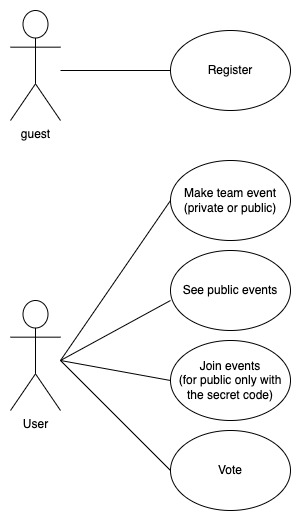 Register
guest
Make team event
(private or public)
See public events
Join events
(for public only with
the secret code)
User
Vote